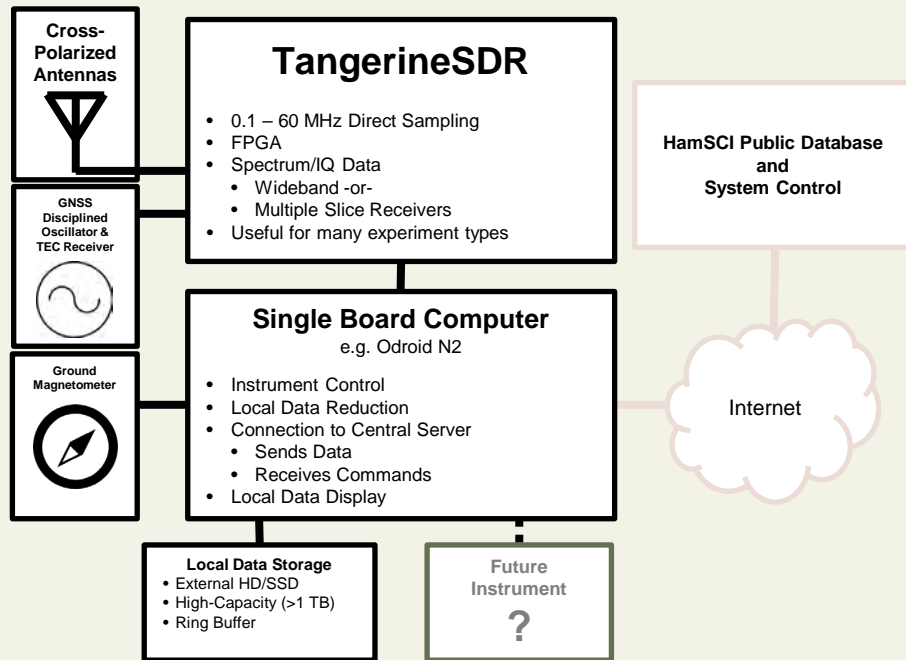 Cross-
Polarized
Antennas
TangerineSDR
• 0.1 – 60 MHz Direct Sampling
• FPGA
• Spectrum/IQ Data
• Wideband -or-
• Multiple Slice Receivers
• Useful for many experiment types
HamSCI Public Database
and
System Control
GNSS
Disciplined
Oscillator &
TEC Receiver
Single Board Computer
e.g. Odroid N2
• Instrument Control
• Local Data Reduction
• Connection to Central Server
• Sends Data
• Receives Commands
• Local Data Display
Ground
Magnetometer
Internet
Local Data Storage
• External HD/SSD
• High-Capacity (>1 TB)
• Ring Buffer
Future
Instrument
?